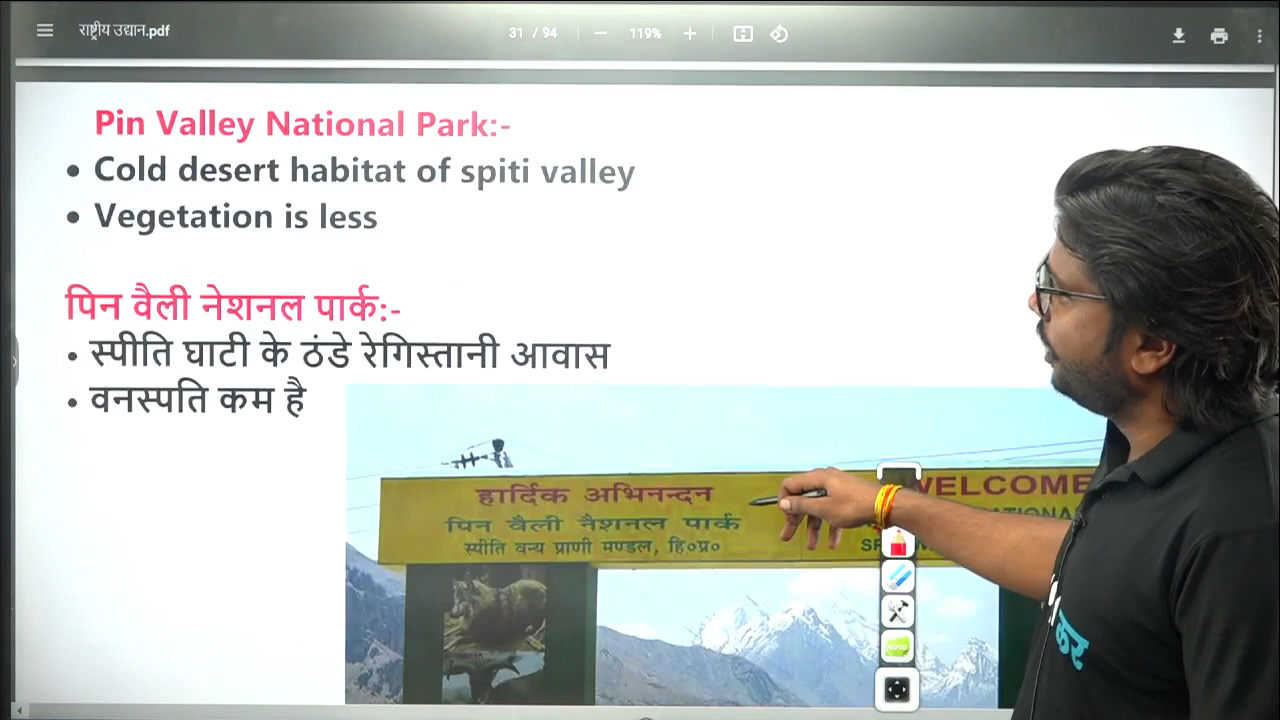 राष्ट्रीय उद्यान.pdf
31 / 94
119%
Pin Valley National Park:-
• Cold desert habitat of spiti valley
• Vegetation is less
पिन वैली नेशनल पार्क:-
• स्पीति घाटी के ठंडे रेगिस्तानी आवास
• वनस्पति कम है
हार्दिक अभिनन्दन
पिन वैली नैशनल पार्क
स्पीति वन्य प्राणी मण्डल, हि०प्र०
WELCOME
कर